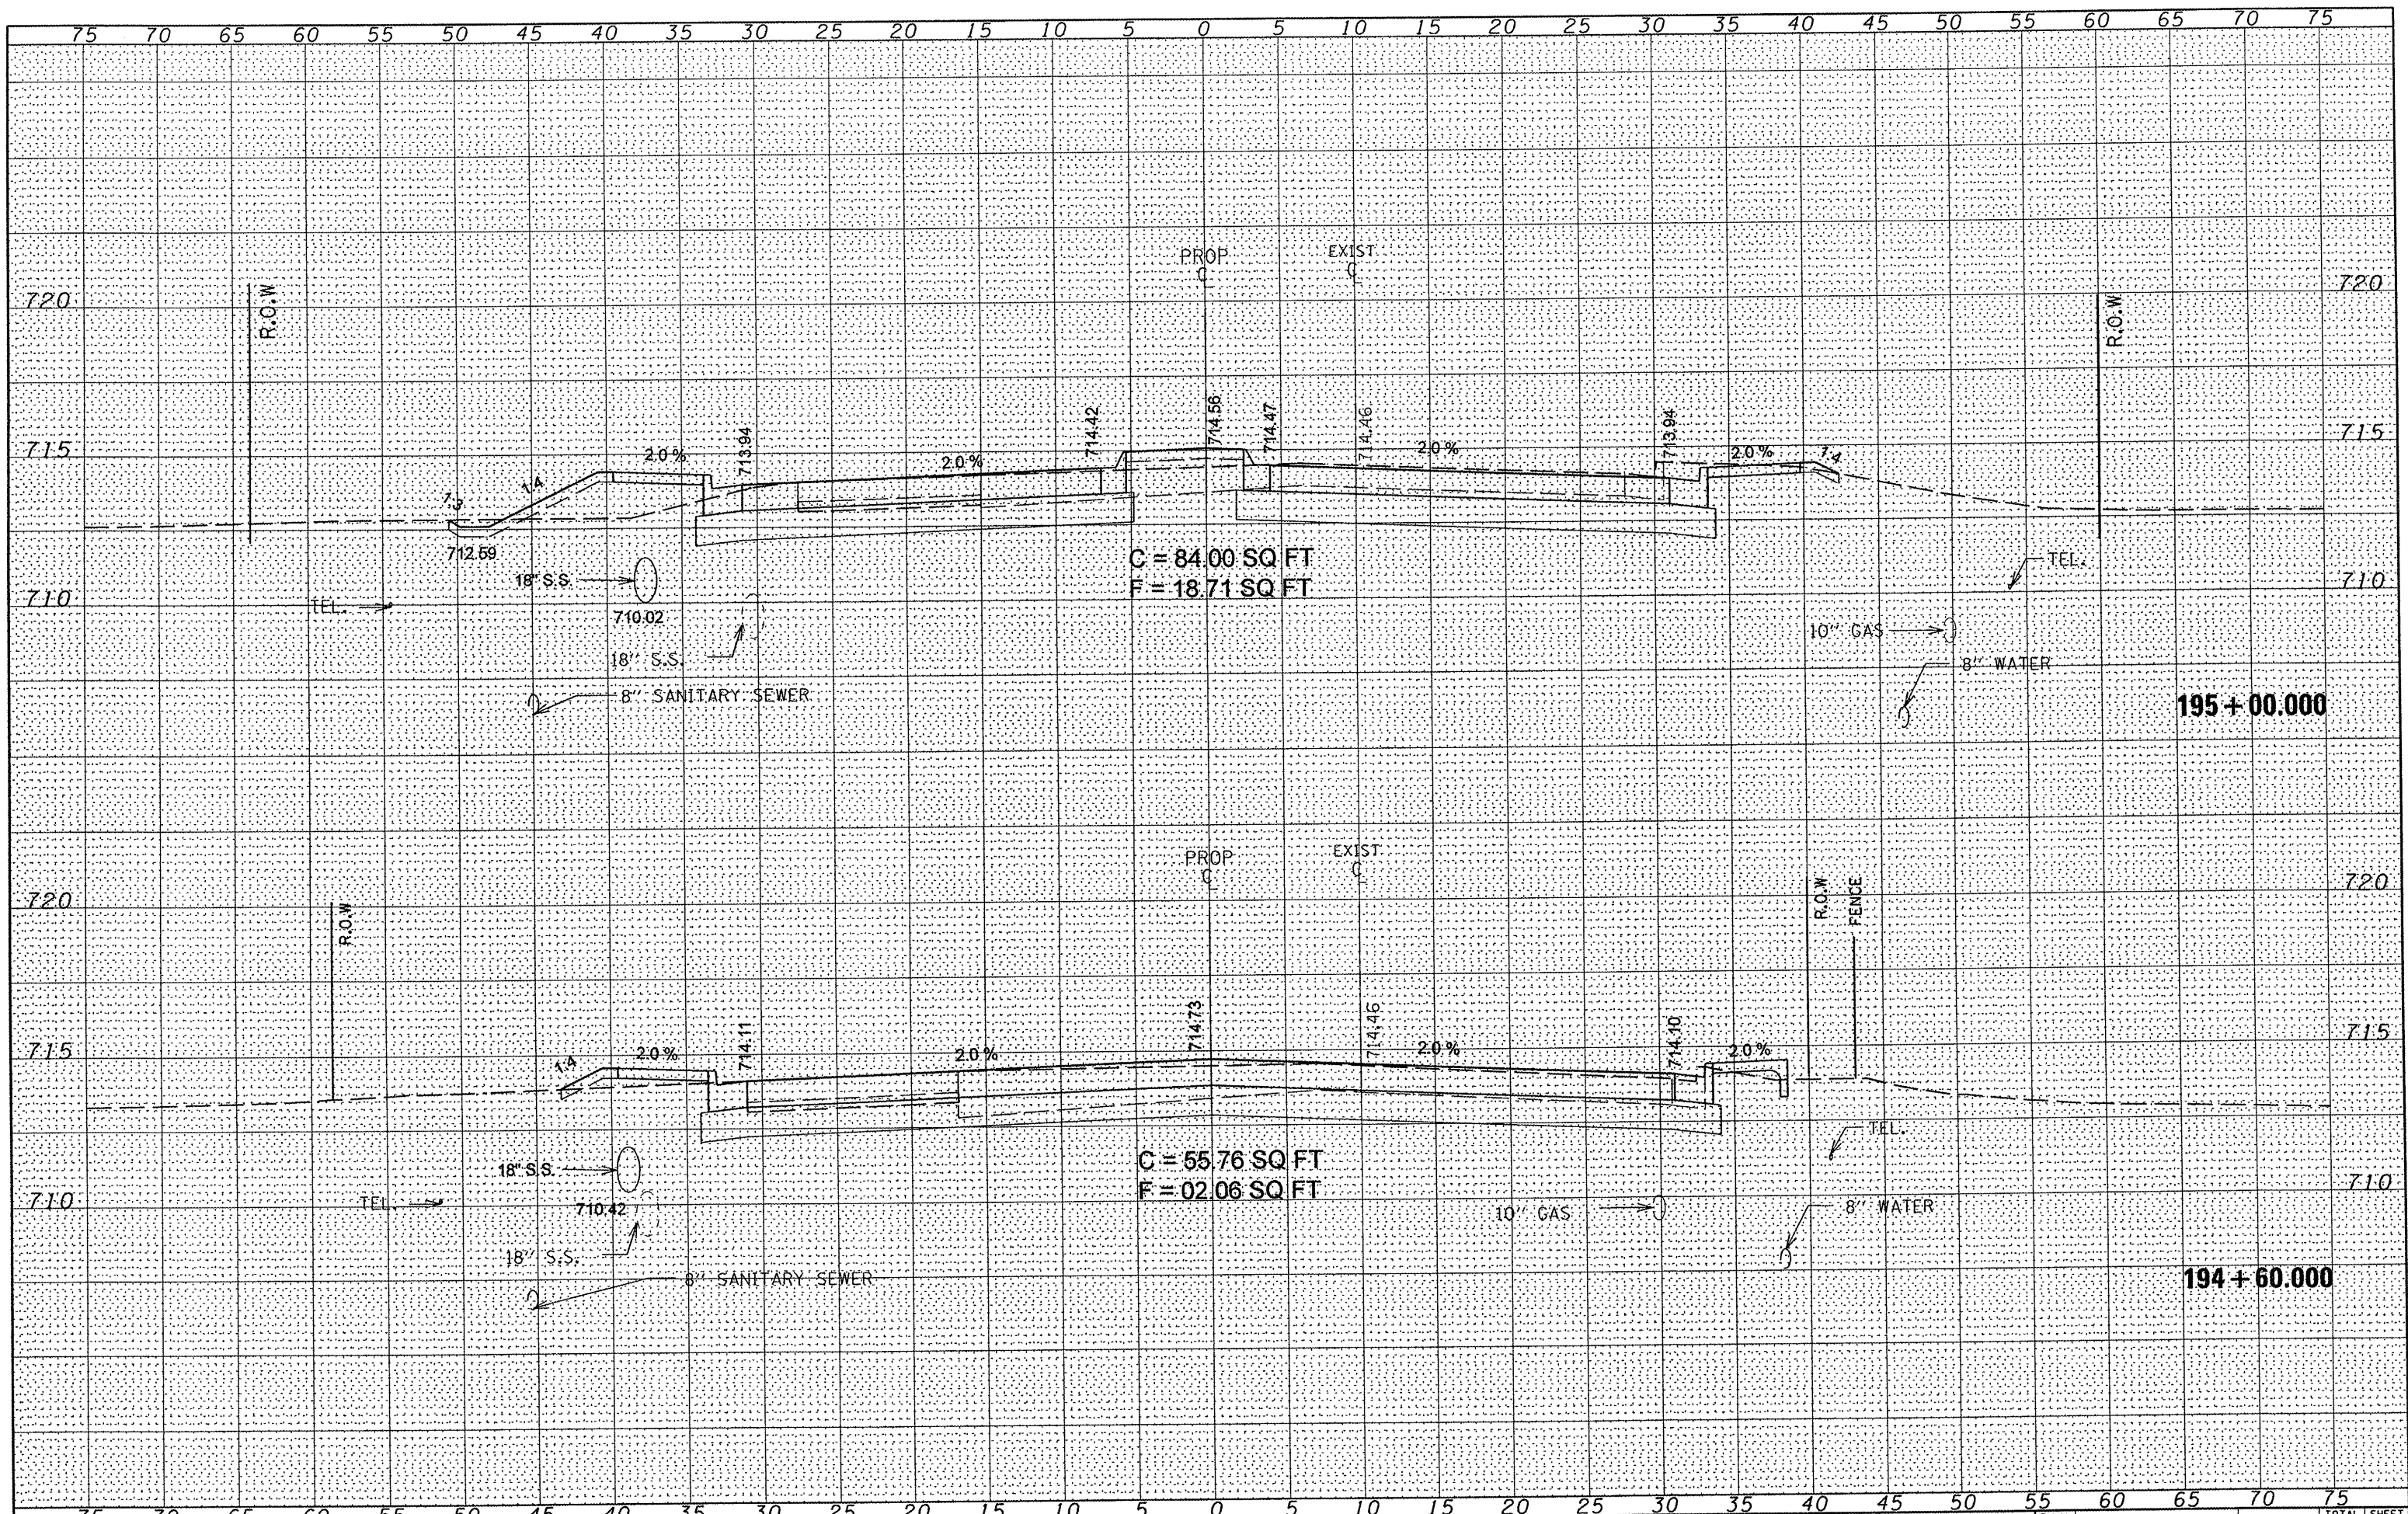 75 70 65 60 55 50 45 40 35 30 25 20 15 10 5 0 5 10 15 20 25 30 35 40 45 50 55 60 65 70 75
PROP
EXIST
℄
℄
720
R.O.W.
R.O.W.
720
714.42
714.56
714.47
714.46
713.94
715
2.0 %
713.94
2.0 %
2.0 %
2.0 %
1:4
715
1:3
1:4
712.59
18" S.S.
C = 84.00 SQ FT
F = 18.71 SQ FT
TEL.
710
TEL.
710.02
710
18" S.S.
10" GAS
8" WATER
8" SANITARY SEWER
195 + 00.000
PROP
EXIST
℄
℄
720
R.O.W
R.O.W
FENCE
720
714.11
714.73
714.46
714.10
715
1:4
2.0 %
2.0 %
2.0 %
2.0 %
715
TEL.
18" S.S.
C = 55.76 SQ FT
F = 02.06 SQ FT
710
TEL.
710.42
10" GAS
8" WATER
710
18" S.S.
8" SANITARY SEWER
194 + 60.000
75 70 65 60 55 50 45 40 35 30 25 20 15 10 5 0 5 10 15 20 25 30 35 40 45 50 55 60 65 70 75
TOTAL SHEET